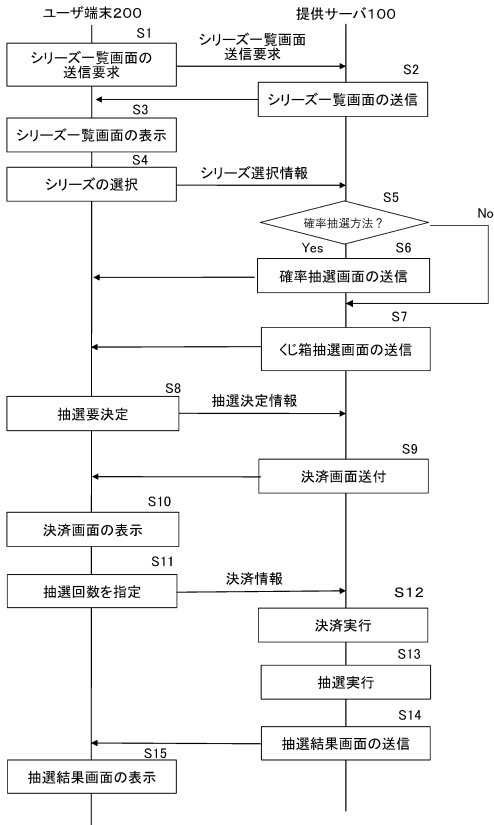 ユーザ端末200
提供サーバ100
S1
シリーズ一覧画面の
送信要求
シリーズ一覧画面
送信要求
S2
シリーズ一覧画面の送信
S3
シリーズ一覧画面の表示
S4
シリーズの選択
シリーズ選択情報
S5
確率抽選方法？
No
Yes
S6
確率抽選画面の送信
S7
くじ箱抽選画面の送信
S8
抽選要決定
抽選決定情報
S9
決済画面送付
S10
決済画面の表示
S11
抽選回数を指定
決済情報
S12
決済実行
S13
抽選実行
S14
抽選結果画面の送信
S15
抽選結果画面の表示